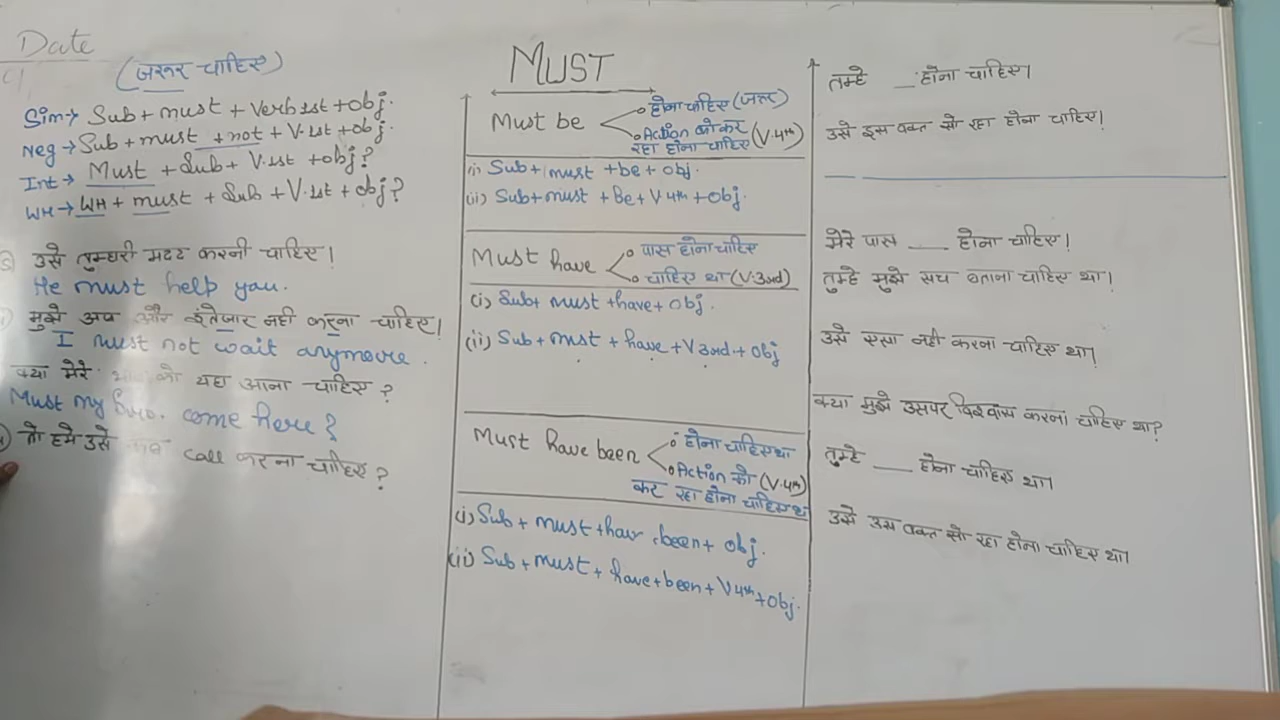 Date
(जरूर चाहिए)
Sim→ Sub + must + Verb 1st + obj.
Neg → Sub + must + not + V.1st + obj.
Int → Must + Sub + V.1st + obj?
WH → WH + must + Sub + V.1st + obj?
उसे तुम्हारी मदद करनी चाहिए।
He must help you.
मुझे अब और इंतेजार नही करना चाहिए।
I must not wait anymore.
क्या मेरे को यहा आना चाहिए?
Must my bro. come here?
तो हमे उसे call करना चाहिए?
MUST
Must be
होना चाहिए (जरूर)
Action को कर
रहा होना चाहिए (V.4th)
(i) Sub + must + be + obj.
(ii) Sub + must + Be + V 4th + Obj.
Must have
पास होना चाहिए
चाहिए था (V.3rd)
(i) Sub + must + have + obj.
(ii) Sub + must + have + V 3rd + Obj
Must have been
होना चाहिए था
Action को (V.4th)
कर रहा होना चाहिए थ
(i) Sub + must + hav been + obj.
(ii) Sub + must + have + been + V 4th + Obj.
तुम्हे ___ होना चाहिए।
उसे इस वक्त सो रहा होना चाहिए।
मेरे पास ___ होना चाहिए।
तुम्हे मुझे सच बताना चाहिए था।
उसे एसा नही करना चाहिए था।
क्या मुझे उसपर विश्वास करना चाहिए था?
तुम्हे ___ होना चाहिए था।
उसे उस वक्त सो रहा होना चाहिए था।